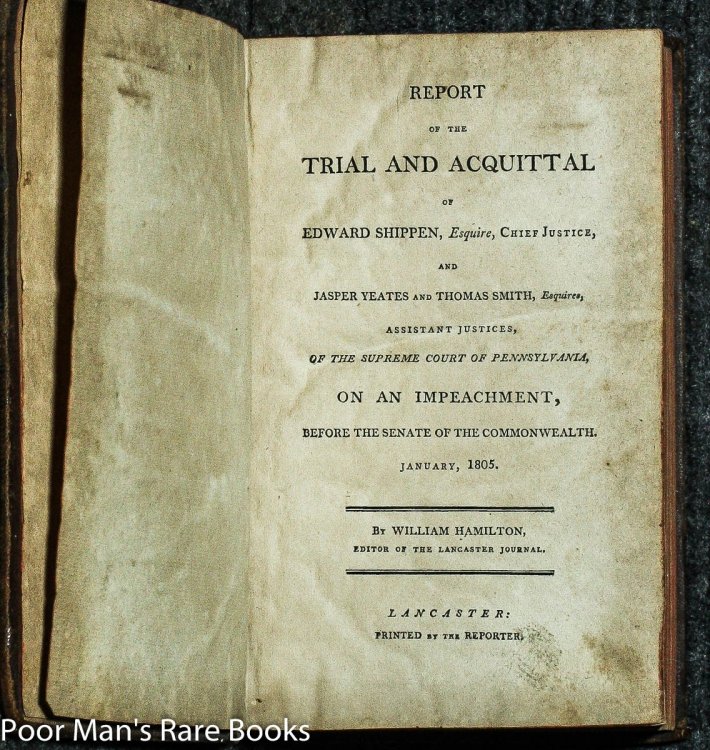 REPORT
OF THE
TRIAL AND ACQUITTAL
OF
EDWARD SHIPPEN, Esquire, CHIEF JUSTICE,
AND
JASPER YEATES AND THOMAS SMITH, Esquires,
ASSISTANT JUSTICES,
OF THE SUPREME COURT OF PENNSYLVANIA,
ON AN IMPEACHMENT,
BEFORE THE SENATE OF THE COMMONWEALTH.
JANUARY, 1805.
BY WILLIAM HAMILTON,
EDITOR OF THE LANCASTER JOURNAL.
LANCASTER:
PRINTED BY THE REPORTER.
Poor Man's Rare Books